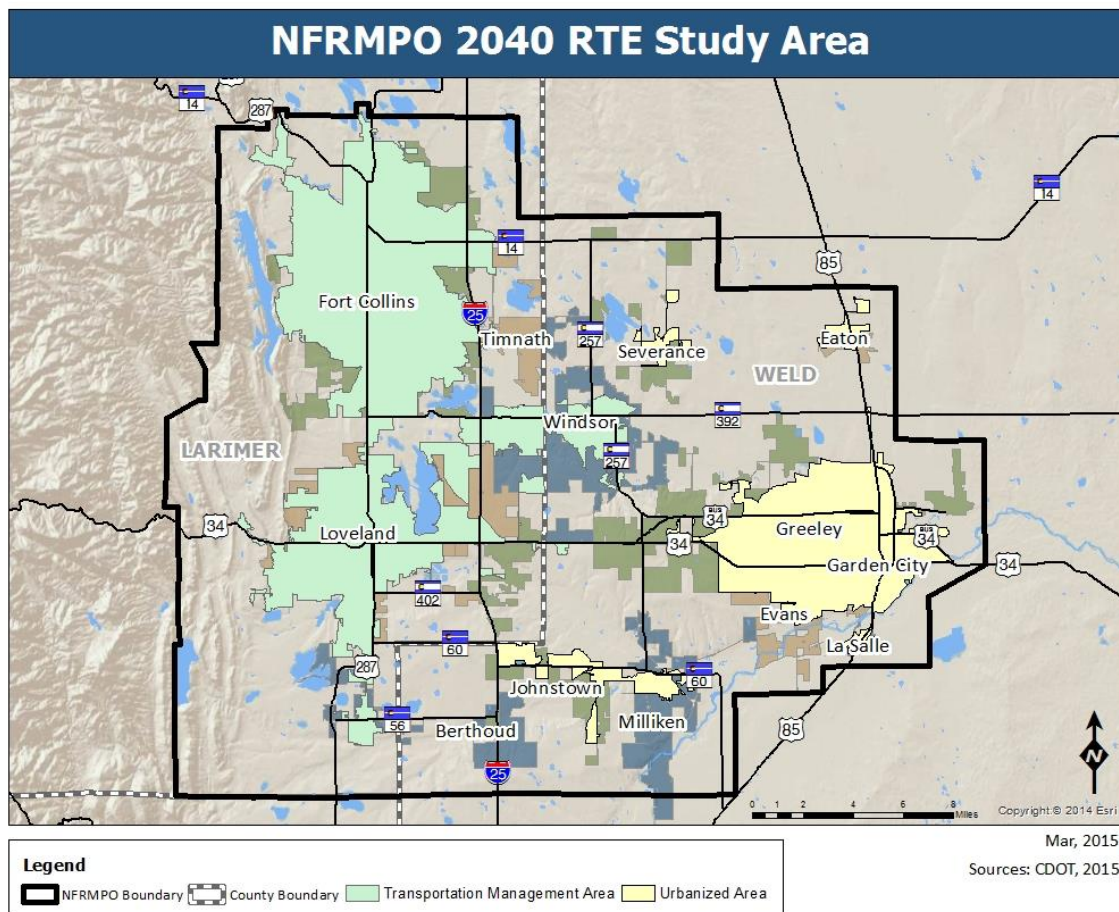 NFRMPO 2040 RTE Study Area
14
287
14
14
85
Fort Collins
25
Timnath
257
Severance
Eaton
WELD
392
Windsor
LARIMER
257
34
Loveland
BUS
34
34
Greeley
BUS
34
Garden City
34
402
Evans
60
La Salle
287
60
Johnstown
56
Berthoud
Milliken
85
25
N
0 2 4 6 8
Miles
Copyright:© 2014 Esri
Mar, 2015
Sources: CDOT, 2015
Legend
NFRMPO Boundary County Boundary Transportation Management Area Urbanized Area